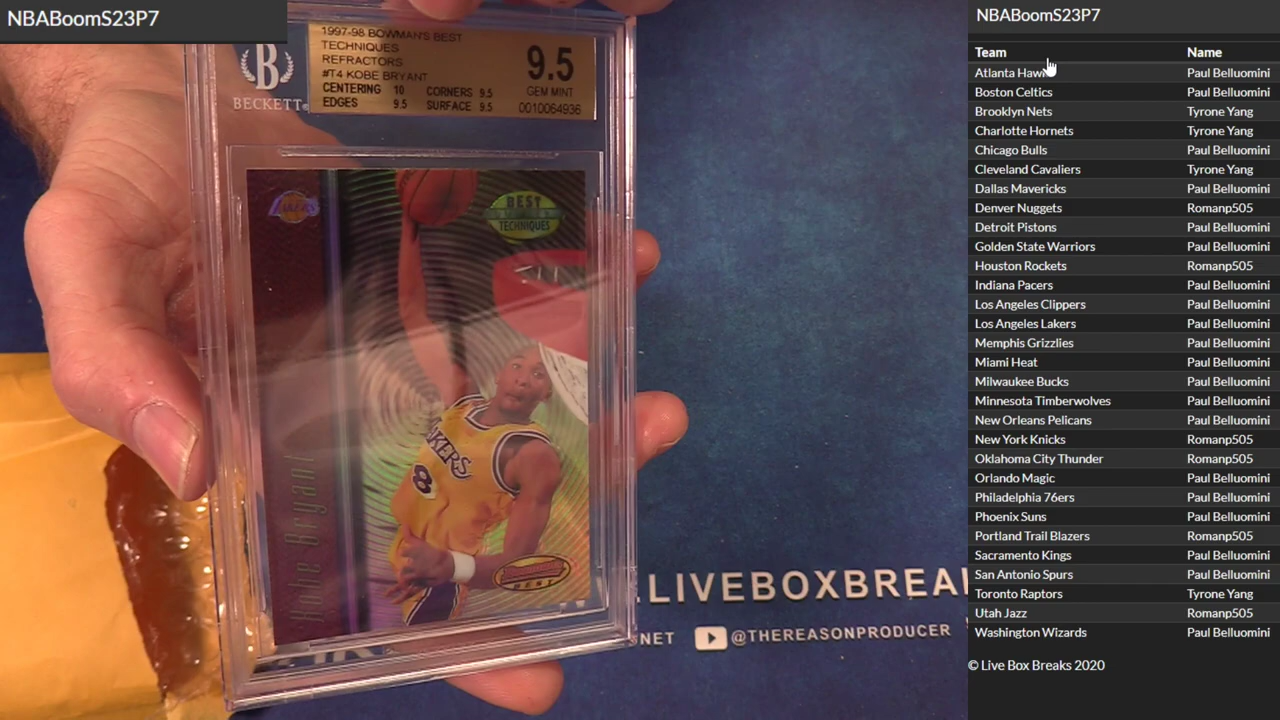 NBABoomS23P7
1997-98 BOWMAN'S BEST
TECHNIQUES
REFRACTORS
#T4 KOBE BRYANT
CENTERING 10 CORNERS 9.5
EDGES 9.5 SURFACE 9.5
9.5
GEM MINT
0010064936
B
BECKETT
LAKERS
BEST
TECHNIQUES
LAKERS
8
Kobe Bryant
BEST
LIVEBOXBREA
NET @THEREASONPRODUCER
NBABoomS23P7
Team Name
Atlanta Hawk Paul Belluomini
Boston Celtics Paul Belluomini
Brooklyn Nets Tyrone Yang
Charlotte Hornets Tyrone Yang
Chicago Bulls Paul Belluomini
Cleveland Cavaliers Tyrone Yang
Dallas Mavericks Paul Belluomini
Denver Nuggets Romanp505
Detroit Pistons Paul Belluomini
Golden State Warriors Paul Belluomini
Houston Rockets Romanp505
Indiana Pacers Paul Belluomini
Los Angeles Clippers Paul Belluomini
Los Angeles Lakers Paul Belluomini
Memphis Grizzlies Paul Belluomini
Miami Heat Paul Belluomini
Milwaukee Bucks Paul Belluomini
Minnesota Timberwolves Paul Belluomini
New Orleans Pelicans Paul Belluomini
New York Knicks Romanp505
Oklahoma City Thunder Romanp505
Orlando Magic Paul Belluomini
Philadelphia 76ers Paul Belluomini
Phoenix Suns Paul Belluomini
Portland Trail Blazers Romanp505
Sacramento Kings Paul Belluomini
San Antonio Spurs Paul Belluomini
Toronto Raptors Tyrone Yang
Utah Jazz Romanp505
Washington Wizards Paul Belluomini
© Live Box Breaks 2020